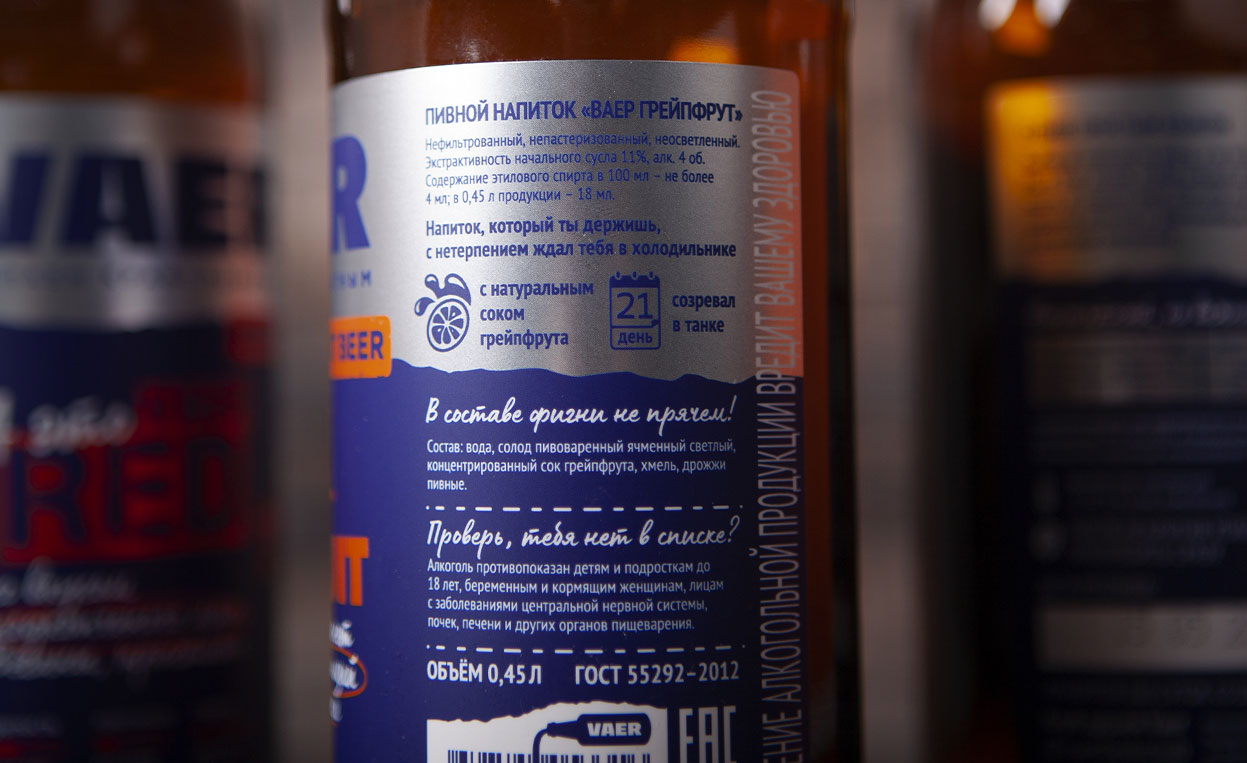 ПИВНОЙ НАПИТОК «ВАЕР ГРЕЙПФРУТ»
Нефильтрованный, непастеризованный, неосветленный.
Экстрактивность начального сусла 11%, алк. 4 об.
Содержание этилового спирта в 100 мл – не более
4 мл; в 0,45 л продукции – 18 мл.
Напиток, который ты держишь,
с нетерпением ждал тебя в холодильнике
с натуральным
соком
грейпфрута
21
день
созревал
в танке
В составе фигни не прячем!
Состав: вода, солод пивоваренный ячменный светлый,
концентрированный сок грейпфрута, хмель, дрожжи
пивные.
Проверь, тебя нет в списке?
Алкоголь противопоказан детям и подросткам до
18 лет, беременным и кормящим женщинам, лицам
с заболеваниями центральной нервной системы,
почек, печени и других органов пищеварения.
ОБЪЁМ 0,45 Л ГОСТ 55292–2012
VAER
EAC
АЛКОГОЛЬНОЙ ПРОДУКЦИИ ВРЕДИТ ВАШЕМУ ЗДОРОВЬЮ
R
BEER
VAE
RED